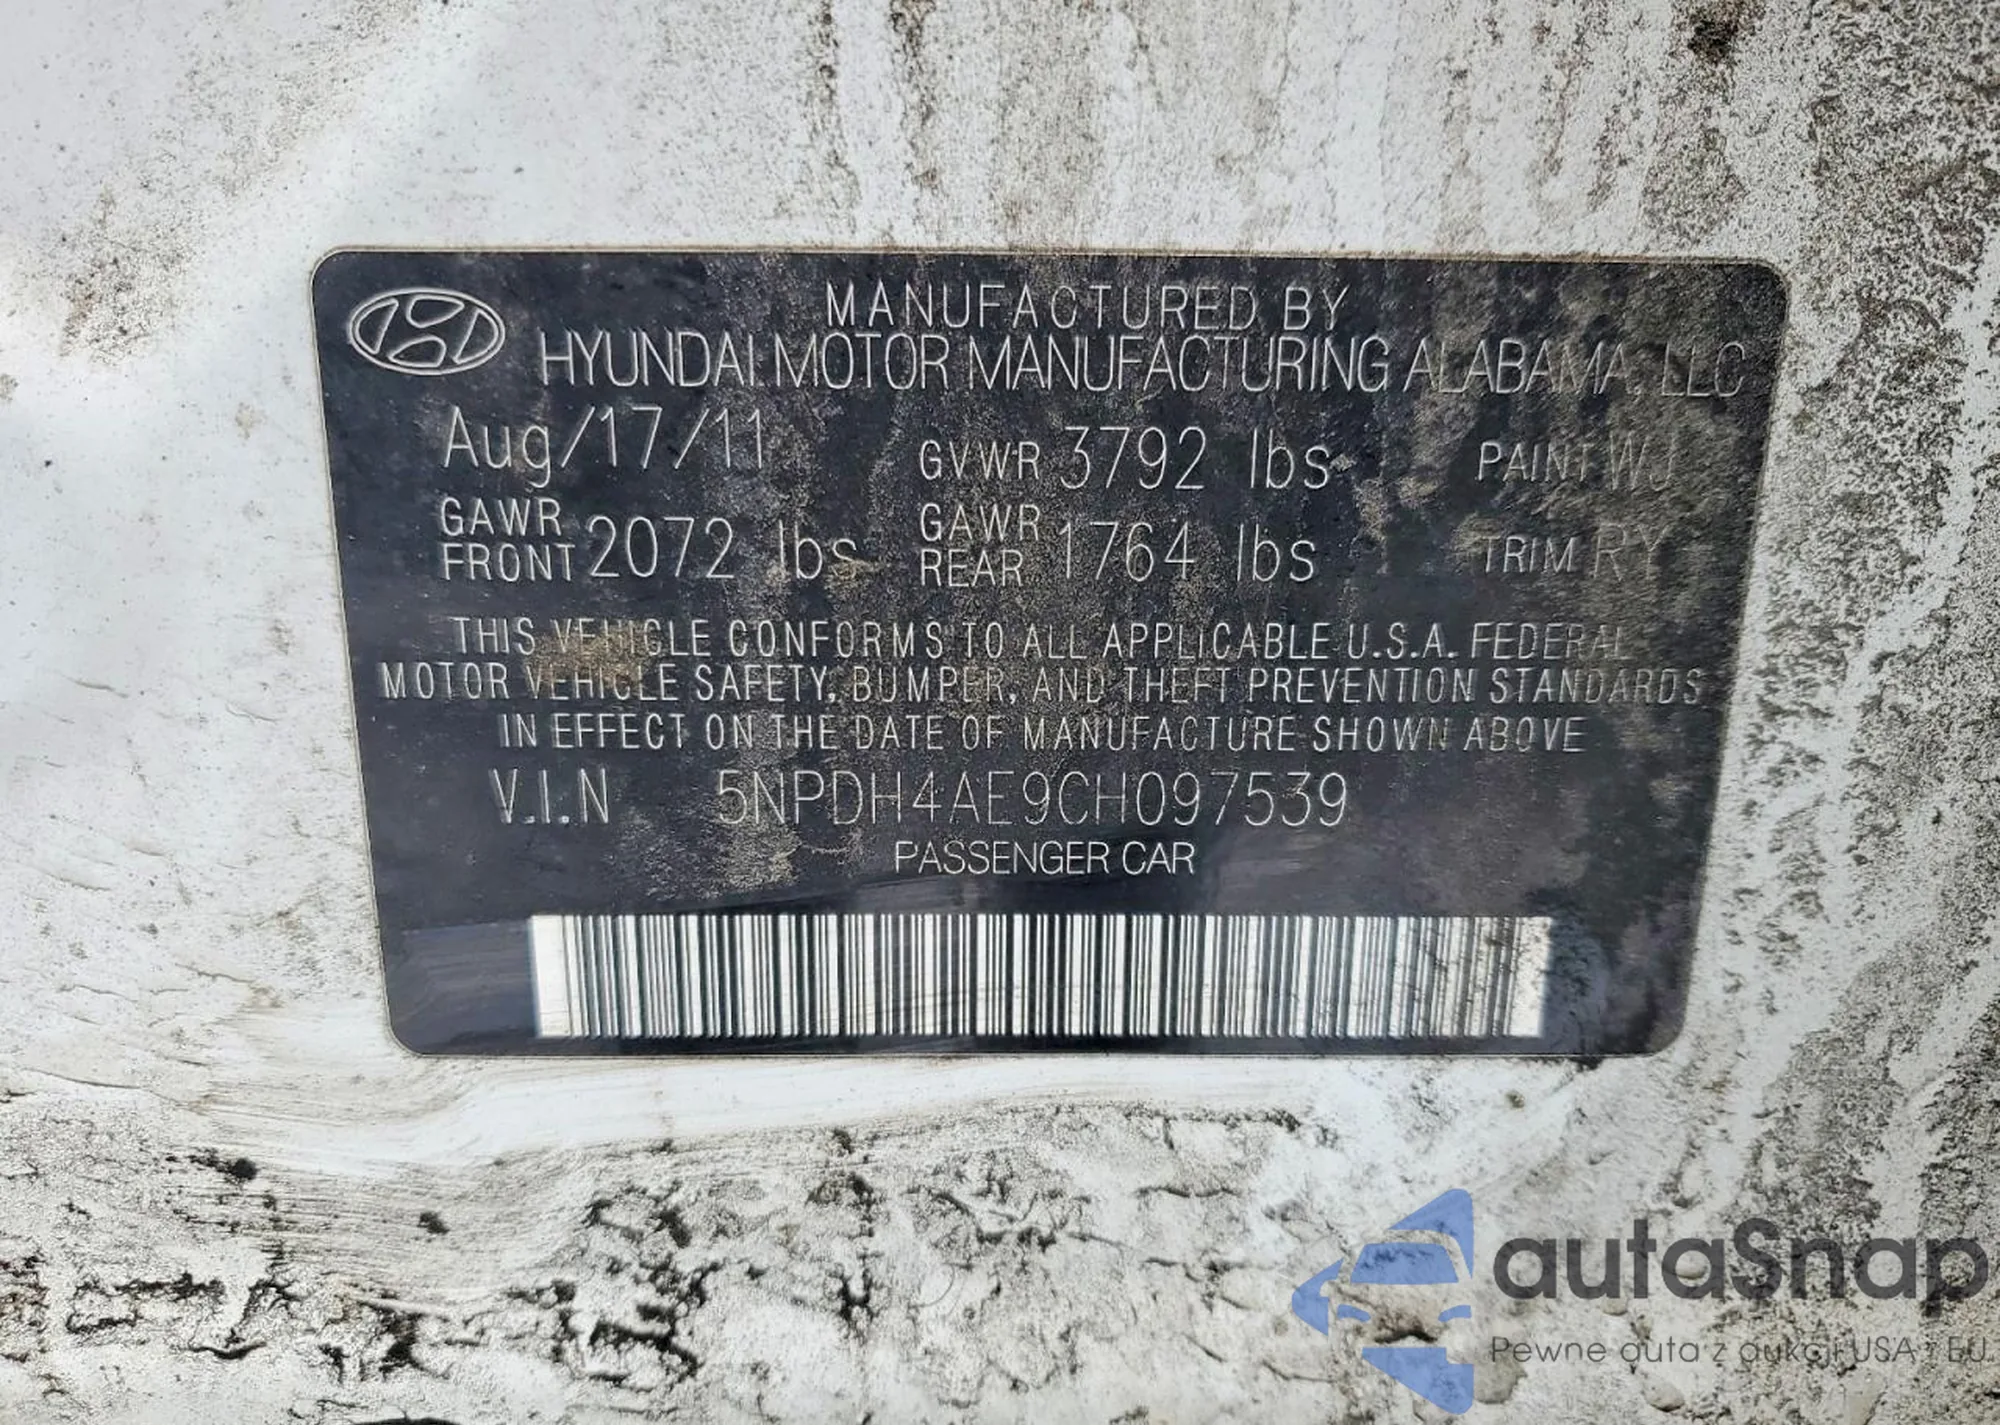 MANUFACTURED BY
HYUNDAI MOTOR MANUFACTURING ALABAMA, LLC
Aug/17/11 GVWR 3792 lbs PAINT WJ
GAWR FRONT 2072 lbs GAWR REAR 1764 lbs TRIM RY
THIS VEHICLE CONFORMS TO ALL APPLICABLE U.S.A. FEDERAL
MOTOR VEHICLE SAFETY, BUMPER, AND THEFT PREVENTION STANDARDS
IN EFFECT ON THE DATE OF MANUFACTURE SHOWN ABOVE
V.I.N 5NPDH4AE9CH097539
PASSENGER CAR
autaSnap
Pewne auta z aukcji USA i EU